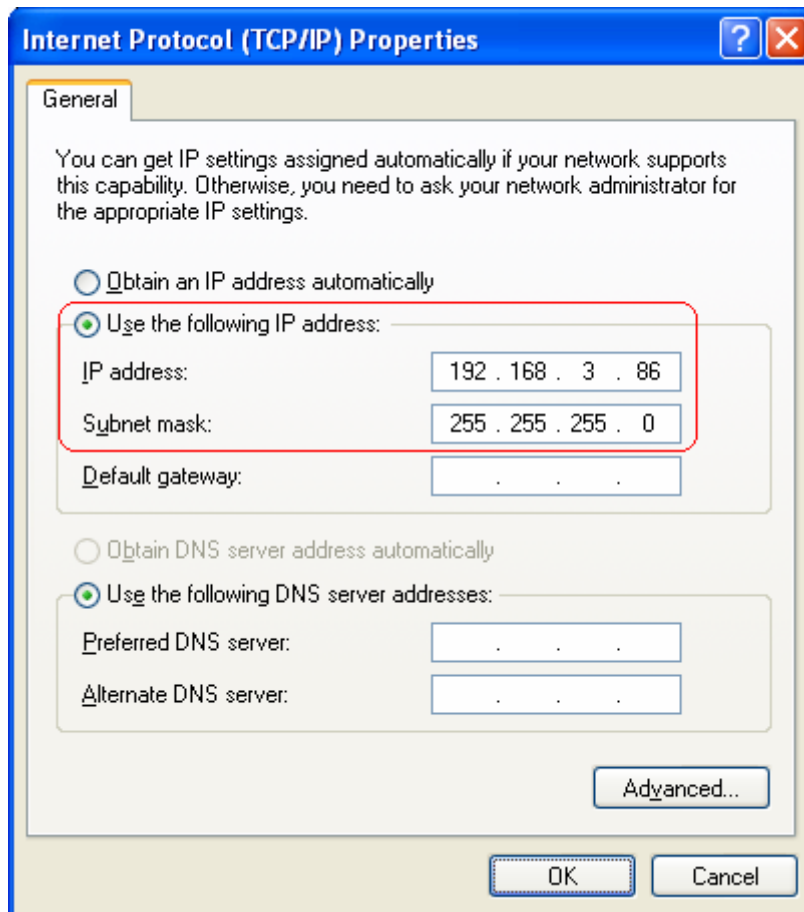 Internet Protocol (TCP/IP) Properties
?
General
You can get IP settings assigned automatically if your network supports
this capability. Otherwise, you need to ask your network administrator for
the appropriate IP settings.
Obtain an IP address automatically
Use the following IP address:
IP address: 192 . 168 . 3 . 86
Subnet mask: 255 . 255 . 255 . 0
Default gateway: . . .
Obtain DNS server address automatically
Use the following DNS server addresses:
Preferred DNS server: . . .
Alternate DNS server: . . .
Advanced...
OK Cancel